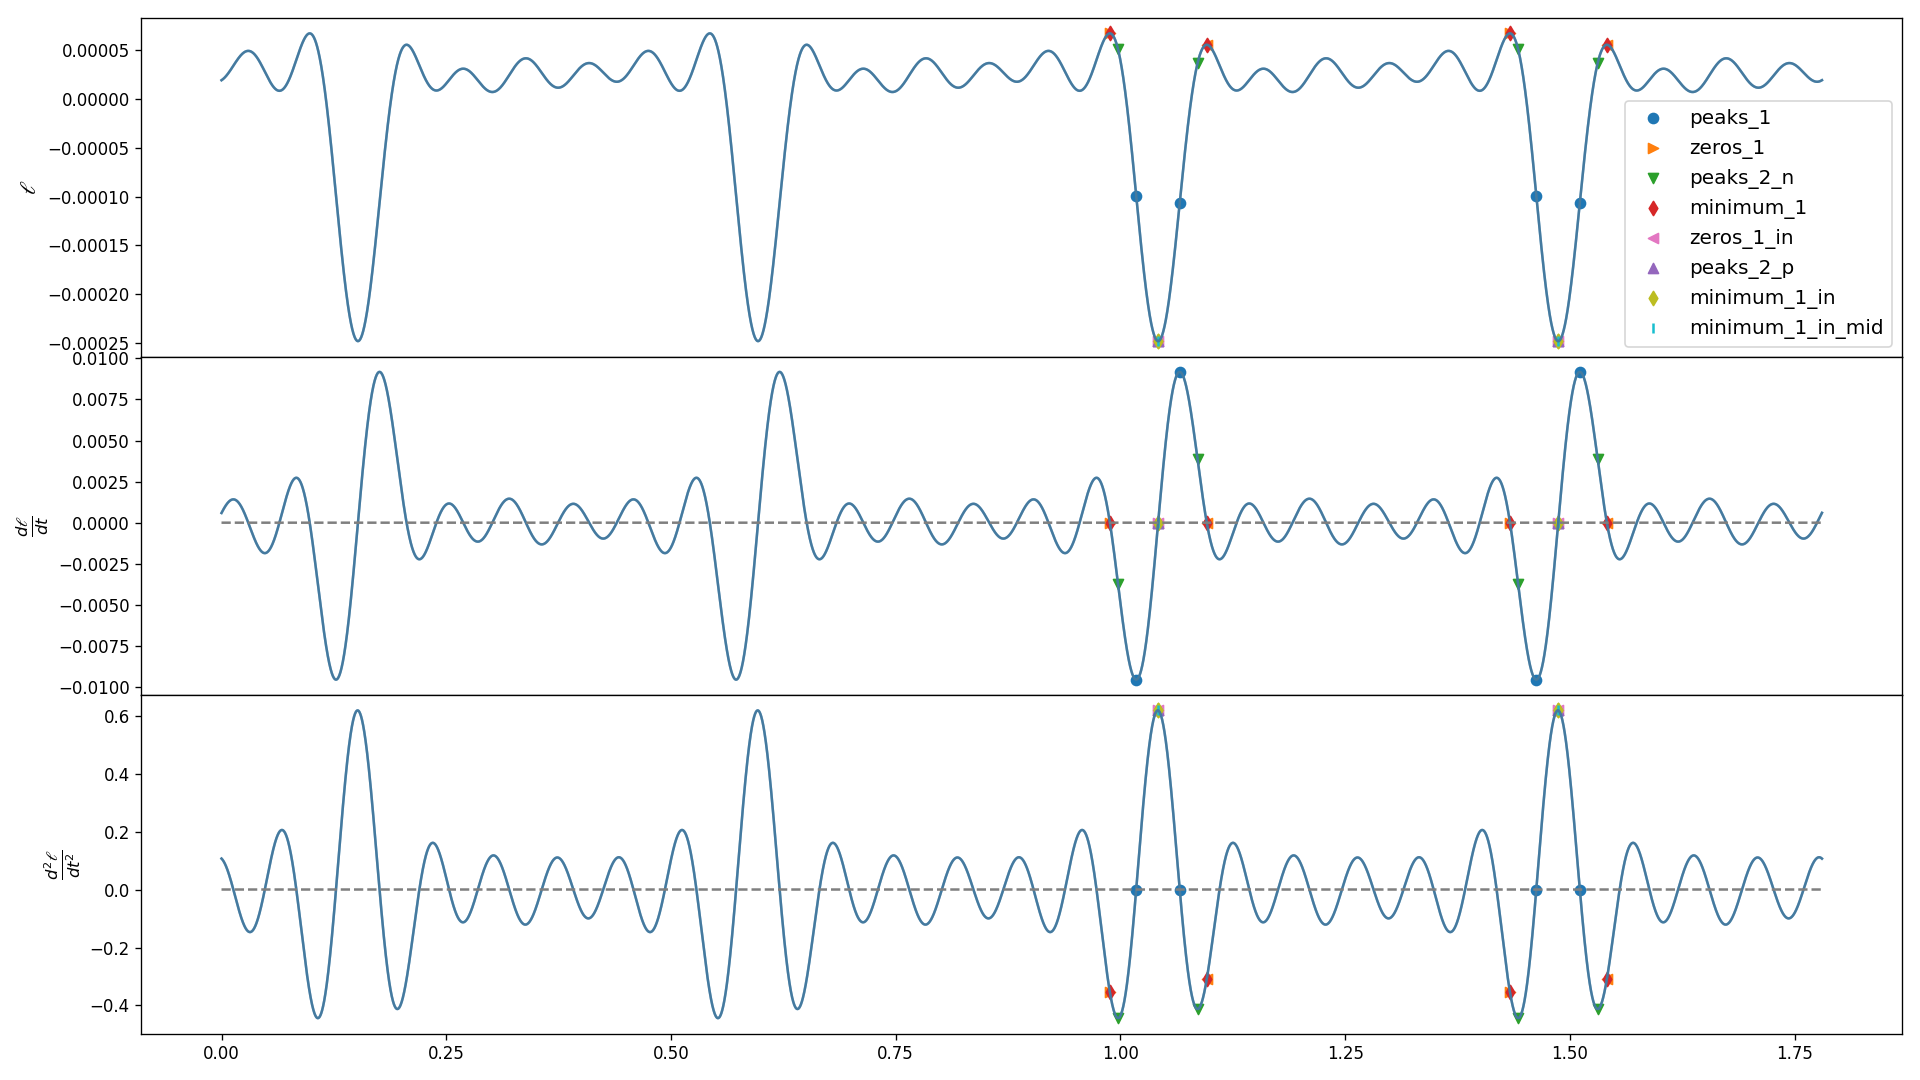 0.00005
0.00000
−0.00005
−0.00010
−0.00015
−0.00020
−0.00025
ℓ
peaks_1
zeros_1
peaks_2_n
minimum_1
zeros_1_in
peaks_2_p
minimum_1_in
minimum_1_in_mid
0.0100
0.0075
0.0050
0.0025
0.0000
−0.0025
−0.0050
−0.0075
−0.0100
dℓ
dt
0.6
0.4
0.2
0.0
−0.2
−0.4
d²ℓ
dt²
0.00 0.25 0.50 0.75 1.00 1.25 1.50 1.75